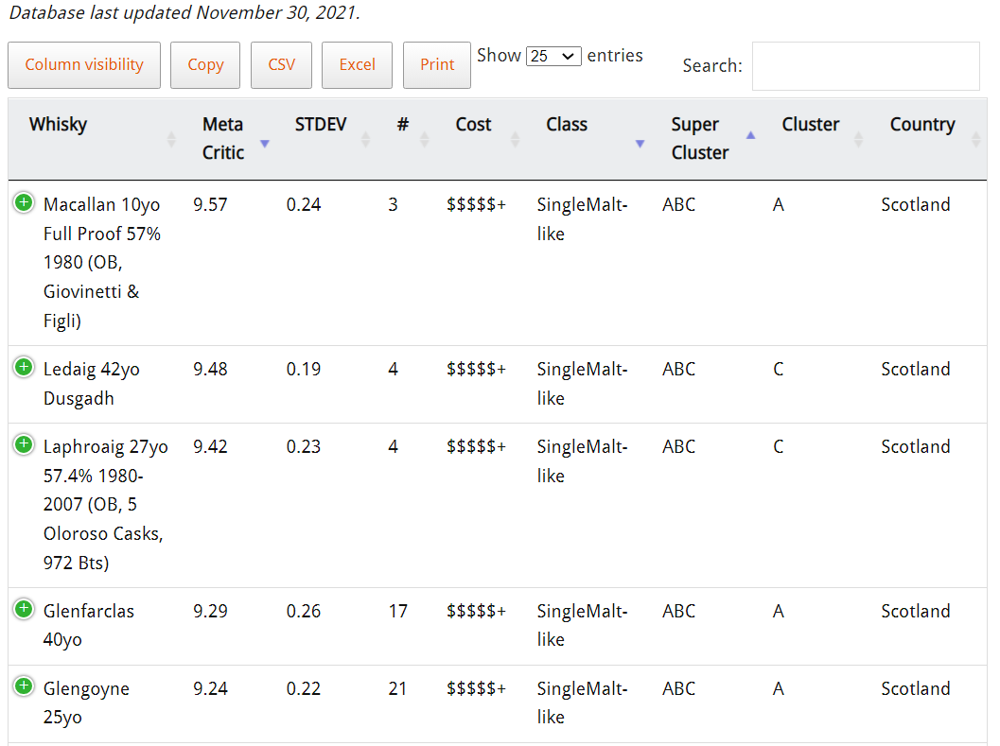 Database last updated November 30, 2021.
Column visibility Copy CSV Excel Print Show 25 entries Search:
Whisky Meta Critic STDEV # Cost Class Super Cluster Cluster Country
Macallan 10yo 9.57 0.24 3 $$$$$+ SingleMalt- ABC A Scotland
Full Proof 57% like
1980 (OB,
Giovinetti &
Figli)
Ledaig 42yo 9.48 0.19 4 $$$$$+ SingleMalt- ABC C Scotland
Dusgadh like
Laphroaig 27yo 9.42 0.23 4 $$$$$+ SingleMalt- ABC C Scotland
57.4% 1980- like
2007 (OB, 5
Oloroso Casks,
972 Bts)
Glenfarclas 9.29 0.26 17 $$$$$+ SingleMalt- ABC A Scotland
40yo like
Glengoyne 9.24 0.22 21 $$$$$+ SingleMalt- ABC A Scotland
25yo like